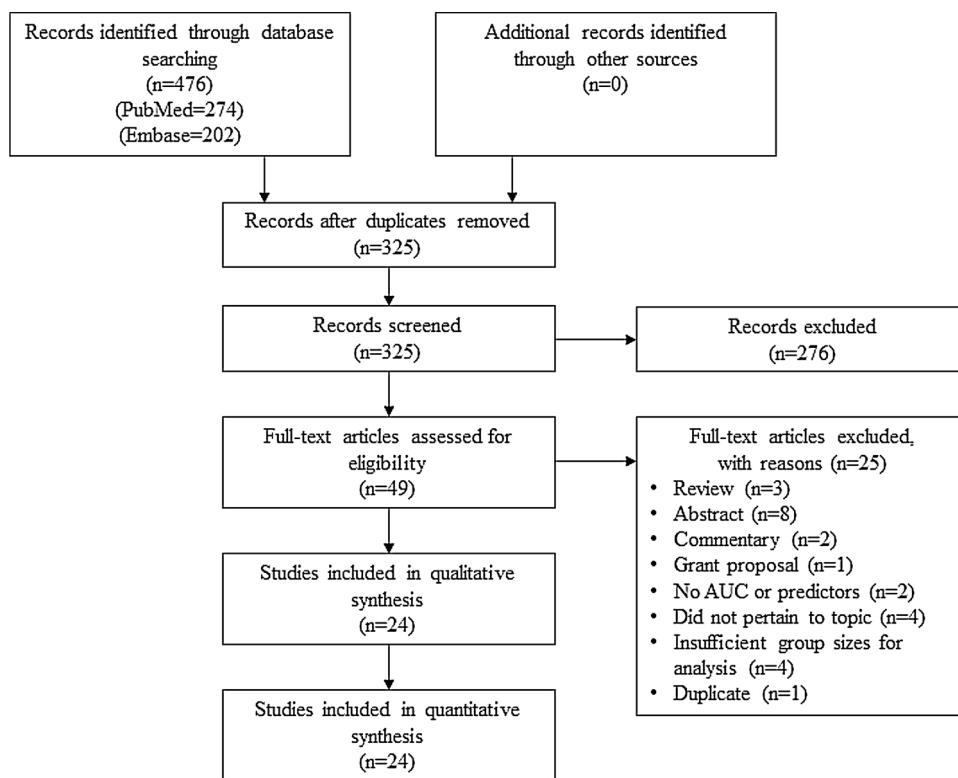 Records identified through database
searching
(n=476)
(PubMed=274)
(Embase=202)
Additional records identified
through other sources
(n=0)
Records after duplicates removed
(n=325)
Records screened
(n=325)
Records excluded
(n=276)
Full-text articles assessed for
eligibility
(n=49)
Full-text articles excluded,
with reasons (n=25)
• Review (n=3)
• Abstract (n=8)
• Commentary (n=2)
• Grant proposal (n=1)
• No AUC or predictors (n=2)
• Did not pertain to topic (n=4)
• Insufficient group sizes for
analysis (n=4)
• Duplicate (n=1)
Studies included in qualitative
synthesis
(n=24)
Studies included in quantitative
synthesis
(n=24)